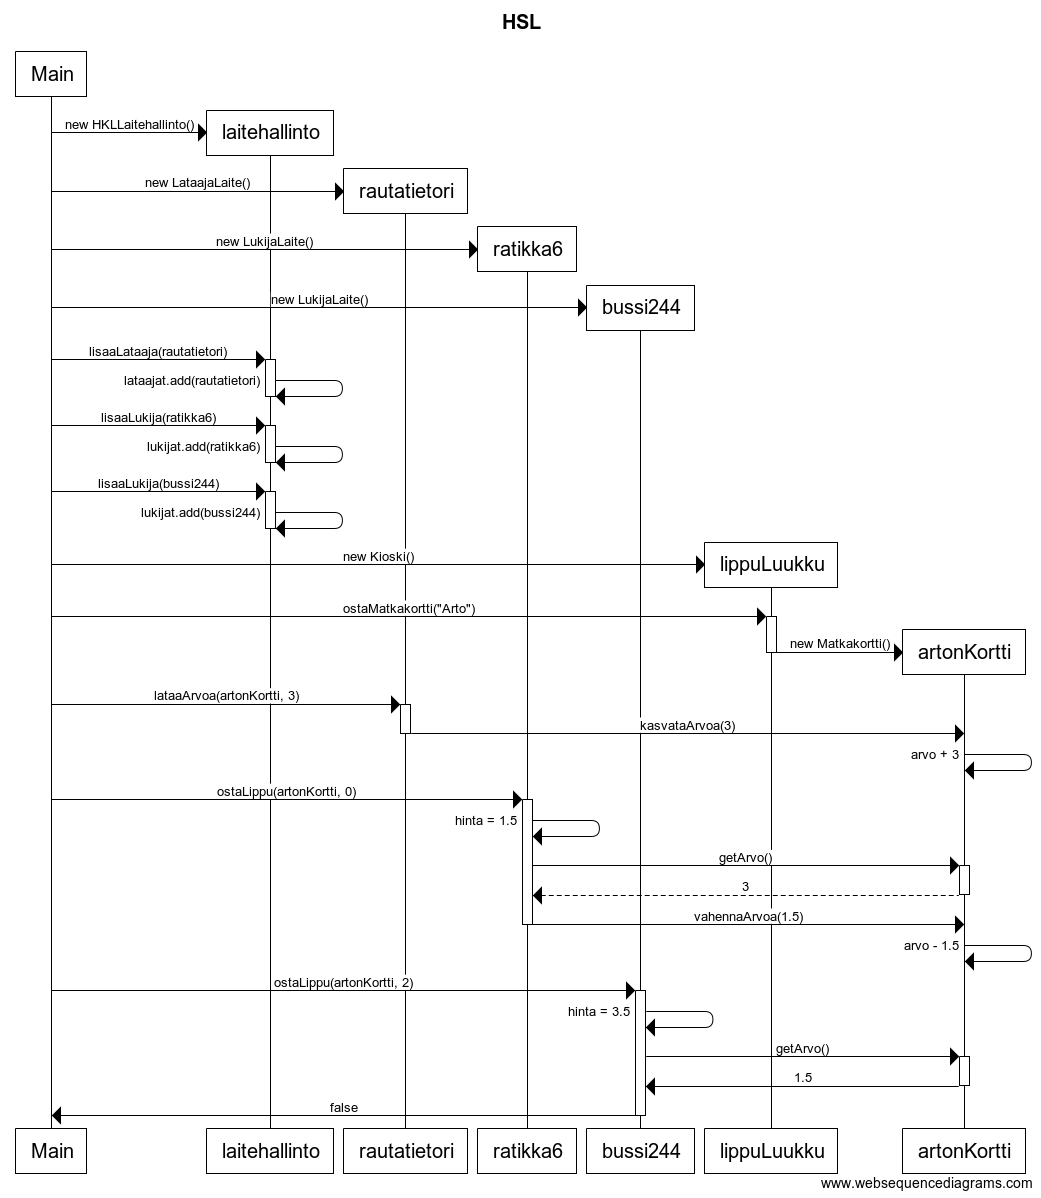 HSL
Main
new HKLLaitehallinto()
laitehallinto
new LataajaLaite()
rautatietori
new LukijaLaite()
ratikka6
new LukijaLaite()
bussi244
lisaaLataaja(rautatietori)
lataajat.add(rautatietori)
lisaaLukija(ratikka6)
lukijat.add(ratikka6)
lisaaLukija(bussi244)
lukijat.add(bussi244)
new Kioski()
lippuLuukku
ostaMatkakortti("Arto")
new Matkakortti()
artonKortti
lataaArvoa(artonKortti, 3)
kasvataArvoa(3)
arvo + 3
ostaLippu(artonKortti, 0)
hinta = 1.5
getArvo()
3
vahennaArvoa(1.5)
arvo - 1.5
ostaLippu(artonKortti, 2)
hinta = 3.5
getArvo()
1.5
false
Main laitehallinto rautatietori ratikka6 bussi244 lippuLuukku artonKortti
www.websequencediagrams.com